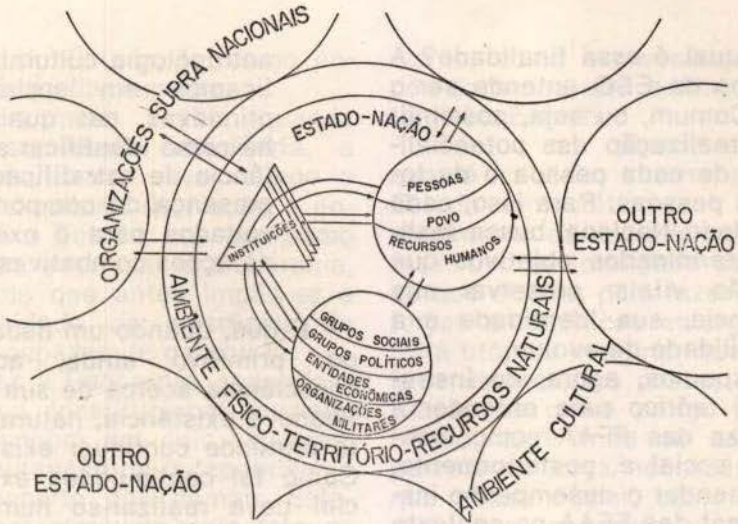 ORGANIZAÇÕES SUPRA NACIONAIS
ESTADO-NAÇÃO
PESSOAS
POVO
RECURSOS HUMANOS
INSTITUIÇÕES
OUTRO
ESTADO-NAÇÃO
GRUPOS SOCIAIS
GRUPOS POLÍTICOS
ENTIDADES ECONÔMICAS
ORGANIZAÇÕES MILITARES
AMBIENTE FÍSICO-TERRITÓRIO-RECURSOS NATURAIS
OUTRO
ESTADO-NAÇÃO
AMBIENTE CULTURAL